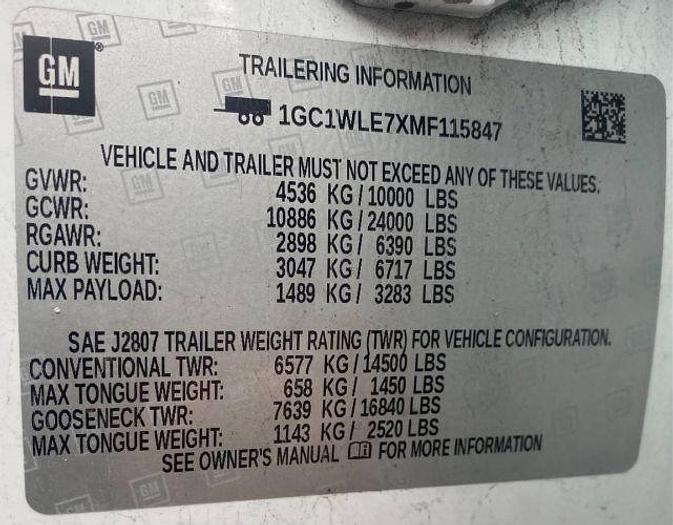 GM
TRAILERING INFORMATION
1GC1WLE7XMF115847
VEHICLE AND TRAILER MUST NOT EXCEED ANY OF THESE VALUES.
GVWR: 4536 KG / 10000 LBS
GCWR: 10886 KG / 24000 LBS
RGAWR: 2898 KG / 6390 LBS
CURB WEIGHT: 3047 KG / 6717 LBS
MAX PAYLOAD: 1489 KG / 3283 LBS
SAE J2807 TRAILER WEIGHT RATING (TWR) FOR VEHICLE CONFIGURATION.
CONVENTIONAL TWR: 6577 KG / 14500 LBS
MAX TONGUE WEIGHT: 658 KG / 1450 LBS
GOOSENECK TWR: 7639 KG / 16840 LBS
MAX TONGUE WEIGHT: 1143 KG / 2520 LBS
SEE OWNER'S MANUAL FOR MORE INFORMATION